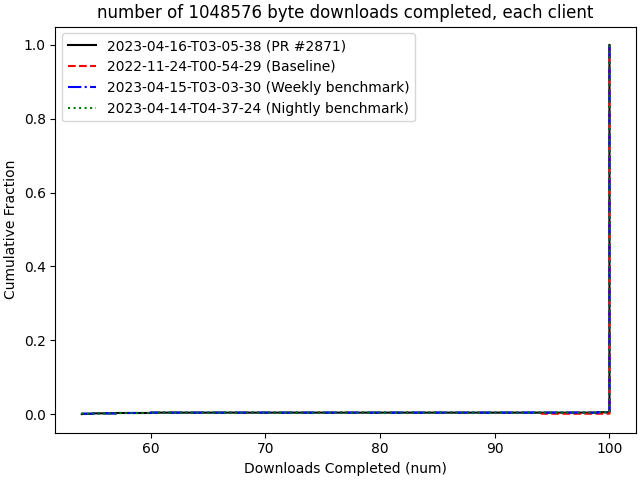 number of 1048576 byte downloads completed, each client
2023-04-16-T03-05-38 (PR #2871)
2022-11-24-T00-54-29 (Baseline)
2023-04-15-T03-03-30 (Weekly benchmark)
2023-04-14-T04-37-24 (Nightly benchmark)
Cumulative Fraction
1.0
0.8
0.6
0.4
0.2
0.0
60 70 80 90 100
Downloads Completed (num)